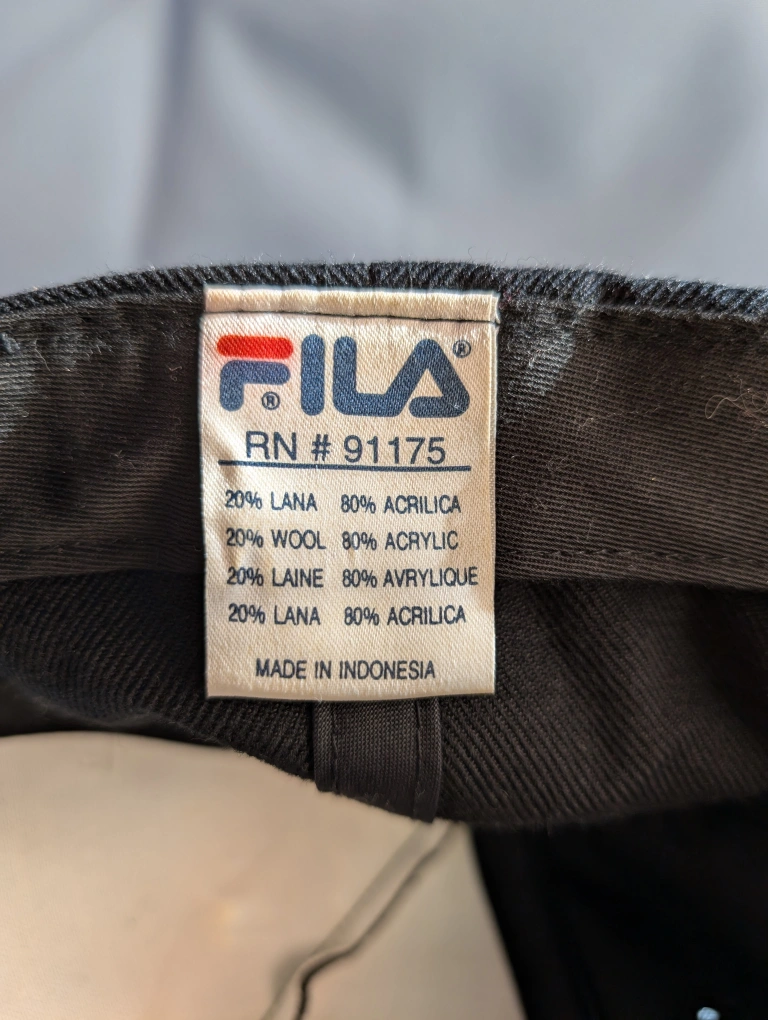 FILA®
®
RN # 91175
20% LANA 80% ACRILICA
20% WOOL 80% ACRYLIC
20% LAINE 80% AVRYLIQUE
20% LANA 80% ACRILICA
MADE IN INDONESIA